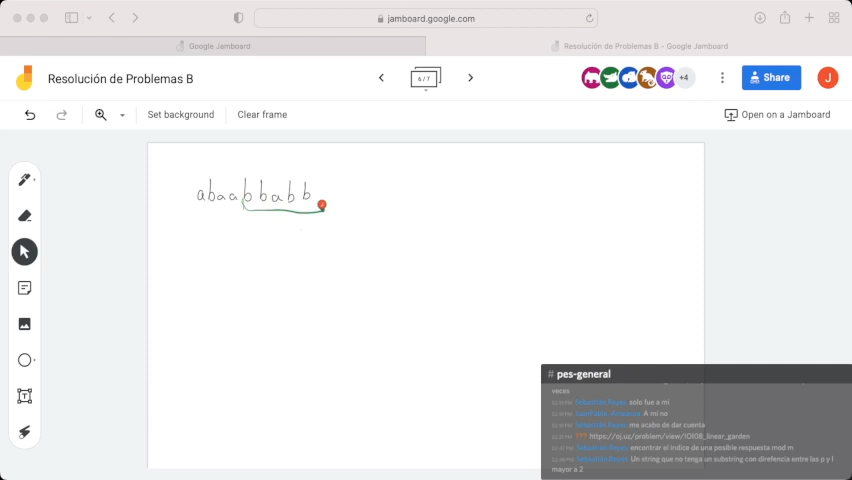 jamboard.google.com
Google Jamboard
Resolución de Problemas B - Google Jamboard
Resolución de Problemas B
6 / 7
+4
Share
J
Set background
Clear frame
Open on a Jamboard
abaabbabb
# pes-general
veces
solo fue a mi
A mi no
me acabo de dar cuenta
??? https://oj.uz/problem/view/IOI08_linear_garden
encontrar el indice de una posible respuesta mod m
Un string que no tenga un substring con direfencia entre las p y l
mayor a 2